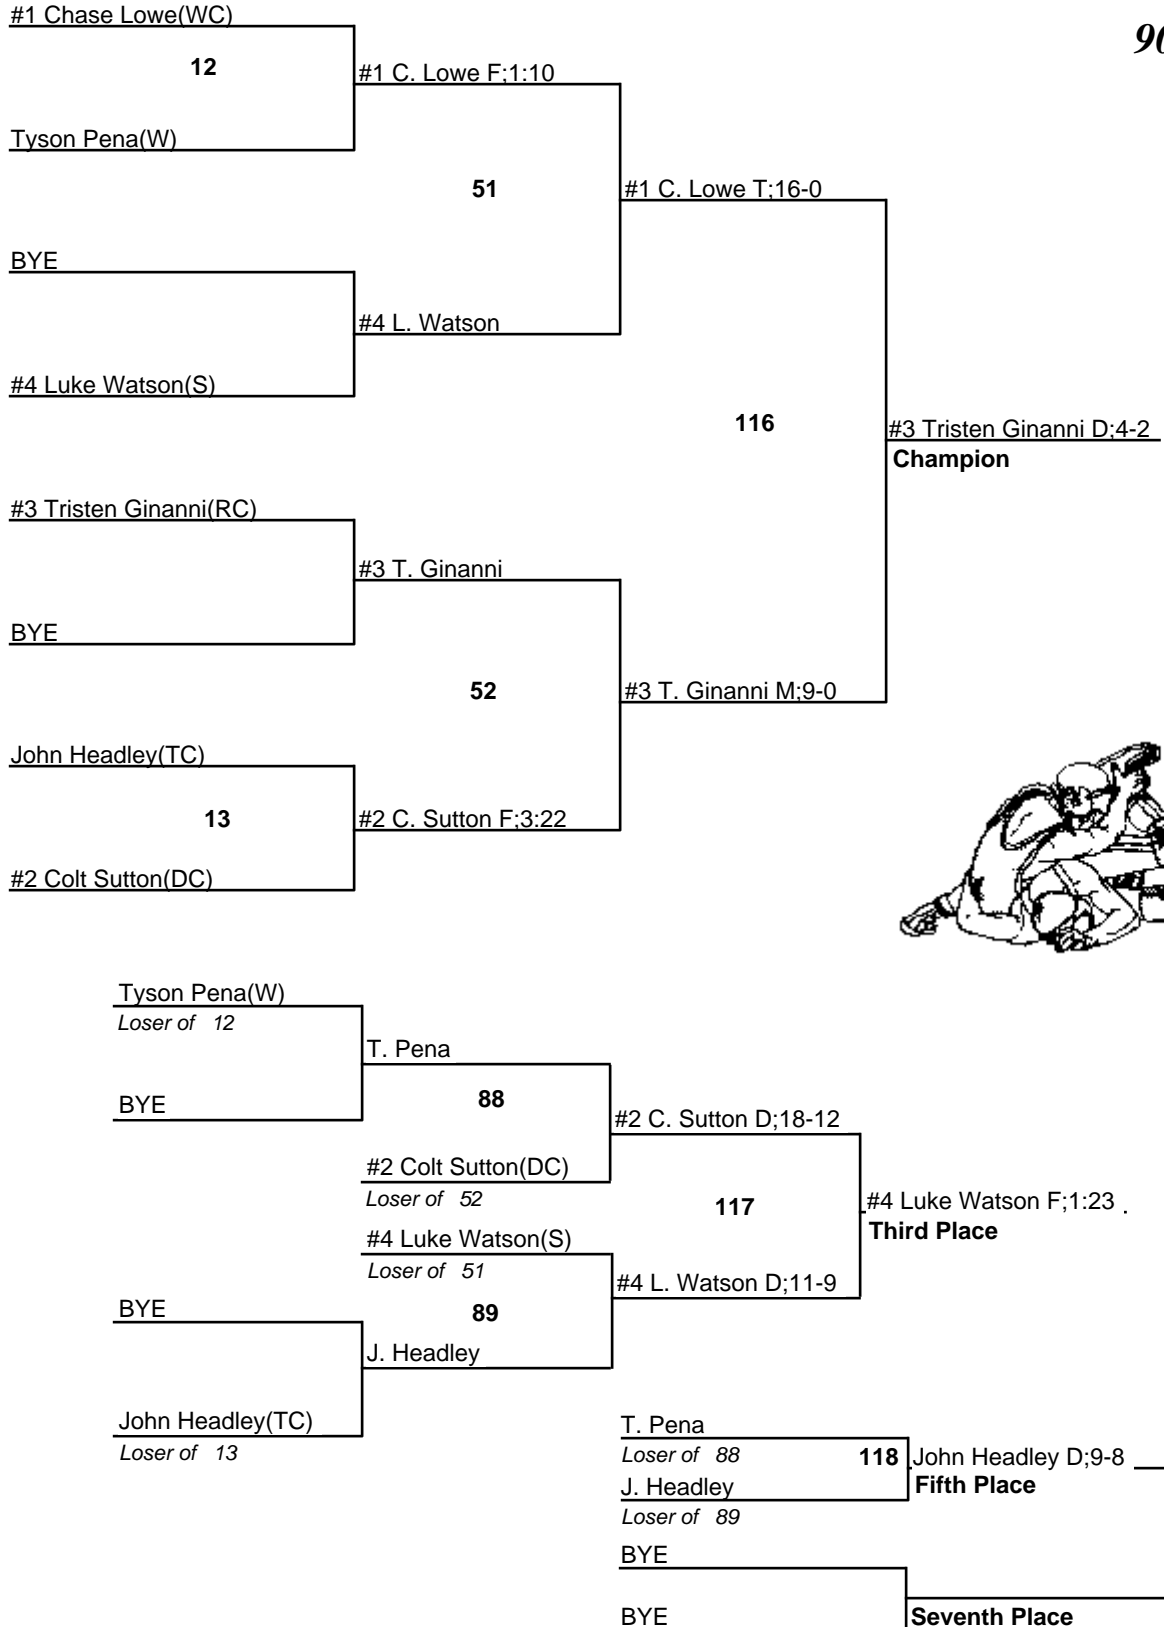 #1 Chase Lowe(WC)
90
12
#1 C. Lowe F;1:10
Tyson Pena(W)
51
#1 C. Lowe T;16-0
BYE
#4 L. Watson
#4 Luke Watson(S)
116
#3 Tristen Ginanni D;4-2
Champion
#3 Tristen Ginanni(RC)
#3 T. Ginanni
BYE
52
#3 T. Ginanni M;9-0
John Headley(TC)
13
#2 C. Sutton F;3:22
#2 Colt Sutton(DC)
Tyson Pena(W)
Loser of 12
T. Pena
BYE
88
#2 C. Sutton D;18-12
#2 Colt Sutton(DC)
Loser of 52
117
#4 Luke Watson F;1:23
Third Place
#4 Luke Watson(S)
Loser of 51
#4 L. Watson D;11-9
BYE
89
J. Headley
John Headley(TC)
Loser of 13
T. Pena
Loser of 88
118
John Headley D;9-8
J. Headley
Fifth Place
Loser of 89
BYE
BYE
Seventh Place